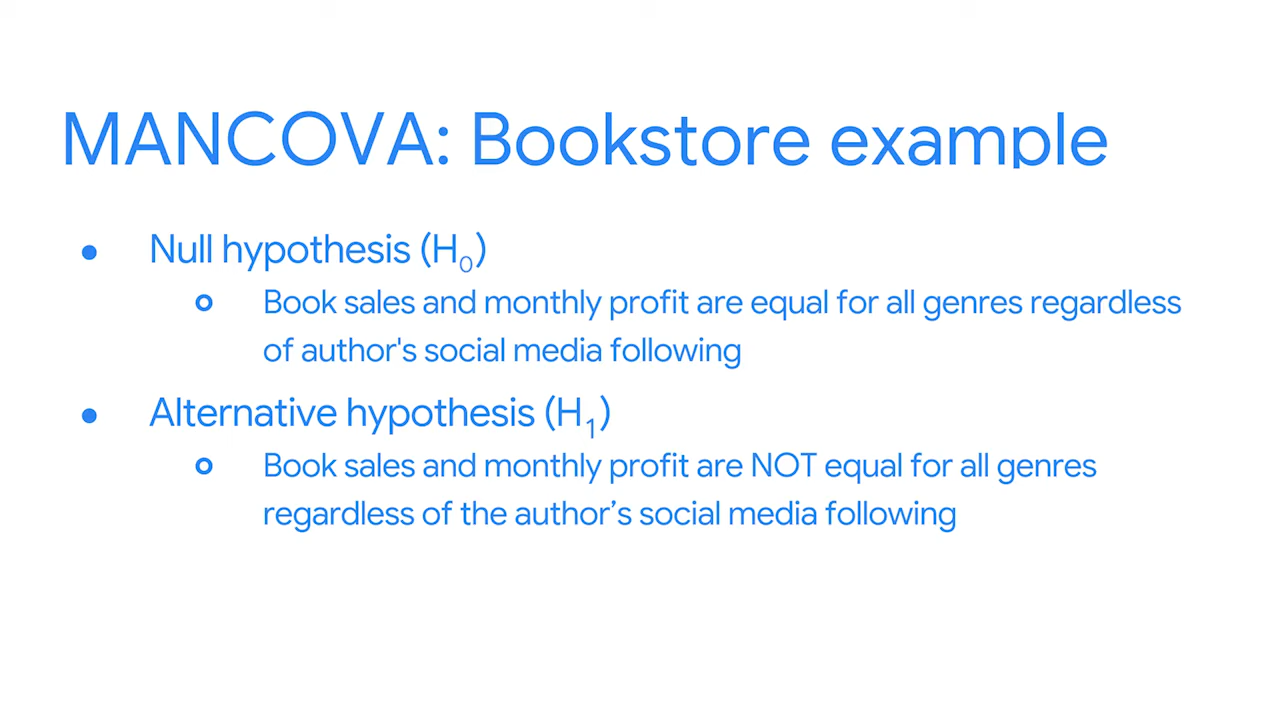 MANCOVA: Bookstore example
● Null hypothesis (H₀)
○ Book sales and monthly profit are equal for all genres regardless
of author's social media following
● Alternative hypothesis (H₁)
○ Book sales and monthly profit are NOT equal for all genres
regardless of the author’s social media following